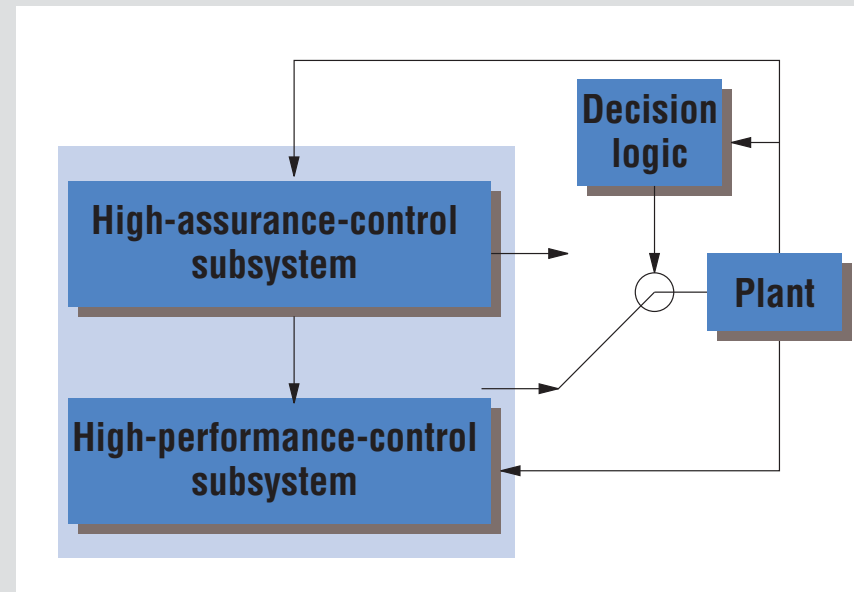 Decision
logic
High-assurance-control
subsystem
Plant
High-performance-control
subsystem